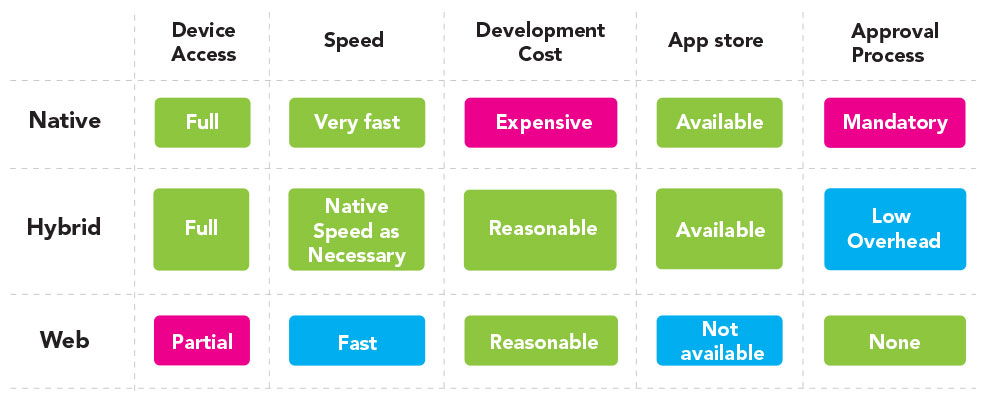 Device
Access
Speed
Development
Cost
App store
Approval
Process
Native
Full
Very fast
Expensive
Available
Mandatory
Hybrid
Full
Native
Speed as
Necessary
Reasonable
Available
Low
Overhead
Web
Partial
Fast
Reasonable
Not
available
None